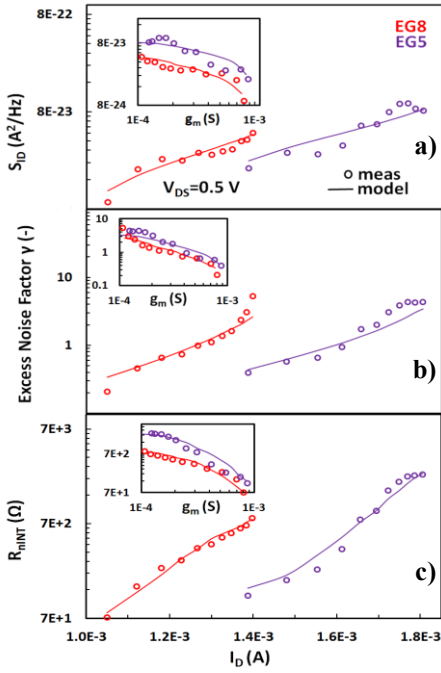 8E-22
EG8
EG5
8E-23
8E-24
1E-4
g_m (S)
1E-3
S_ID (A²/Hz)
8E-23
V_DS=0.5 V
meas
model
a)
10
1
0.1
1E-4
g_m (S)
1E-3
Excess Noise Factor γ (-)
10
1
b)
7E+3
7E+2
7E+1
1E-4
g_m (S)
1E-3
R_nINT (Ω)
7E+2
c)
7E+1
1.0E-3
1.2E-3
1.4E-3
1.6E-3
1.8E-3
I_D (A)